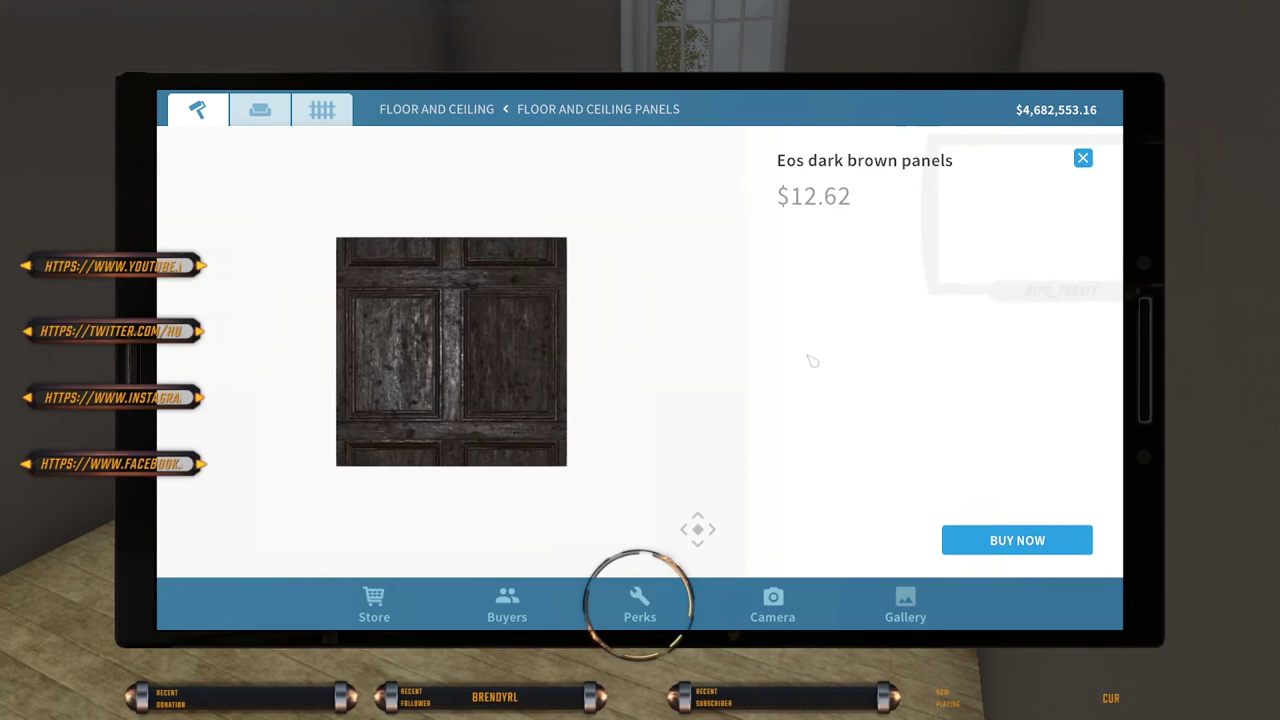 FLOOR AND CEILING < FLOOR AND CEILING PANELS
$4,682,553.16
Eos dark brown panels
$12.62
HTTPS://WWW.YOUTUBE.
HTTPS://TWITTER.COM/HU
HTTPS://WWW.INSTAGRA
HTTPS://WWW.FACEBOOK.
BUY NOW
Store
Buyers
Perks
Camera
Gallery
RECENT
DONATION
RECENT
FOLLOWER
BRENDYRL
RECENT
SUBSCRIBER
NOW
PLAYING
CUR